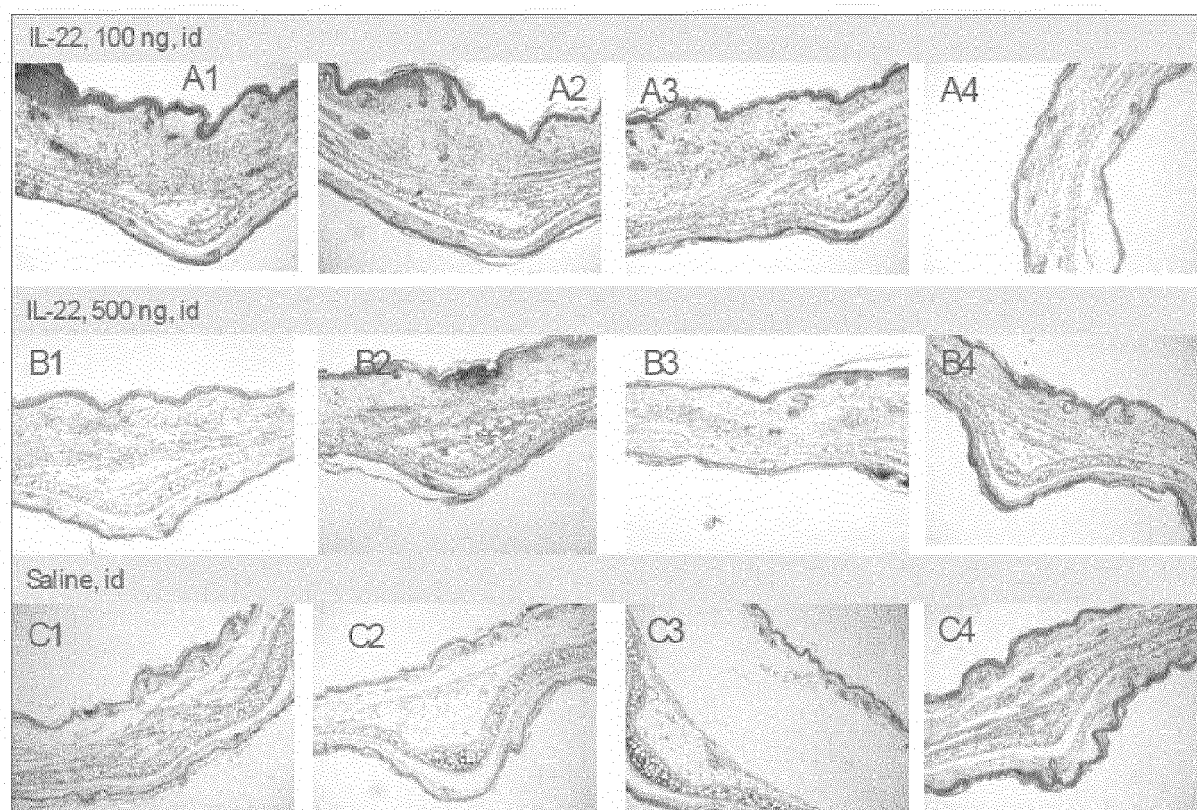 IL-22, 100 ng, id
A1 A2 A3 A4
IL-22, 500 ng, id
B1 B2 B3 B4
Saline, id
C1 C2 C3 C4